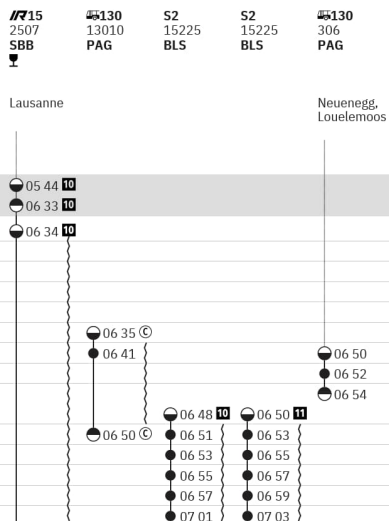 IR15 130 S2 S2 130
2507 13010 15225 15225 306
SBB PAG BLS BLS PAG
Lausanne Neuenegg,
Louelemoos
05 44 10
06 33 10
06 34 10
06 35 C
06 41 06 50
06 52
06 54
06 48 10 06 50 11
06 50 C 06 51 06 53
06 53 06 55
06 55 06 57
06 57 06 59
07 01 07 03